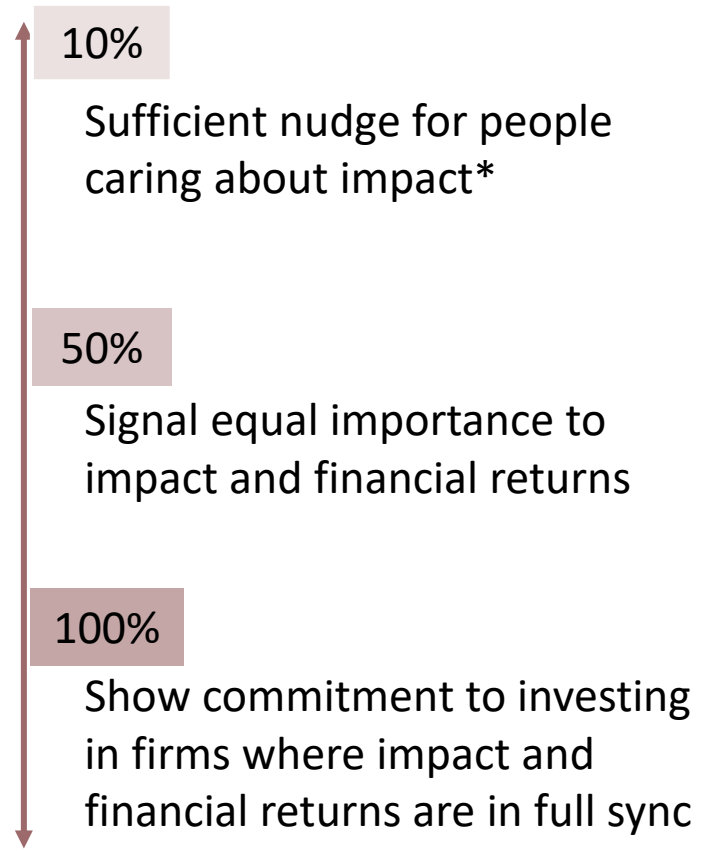 10%
Sufficient nudge for people
caring about impact*
50%
Signal equal importance to
impact and financial returns
100%
Show commitment to investing
in firms where impact and
financial returns are in full sync